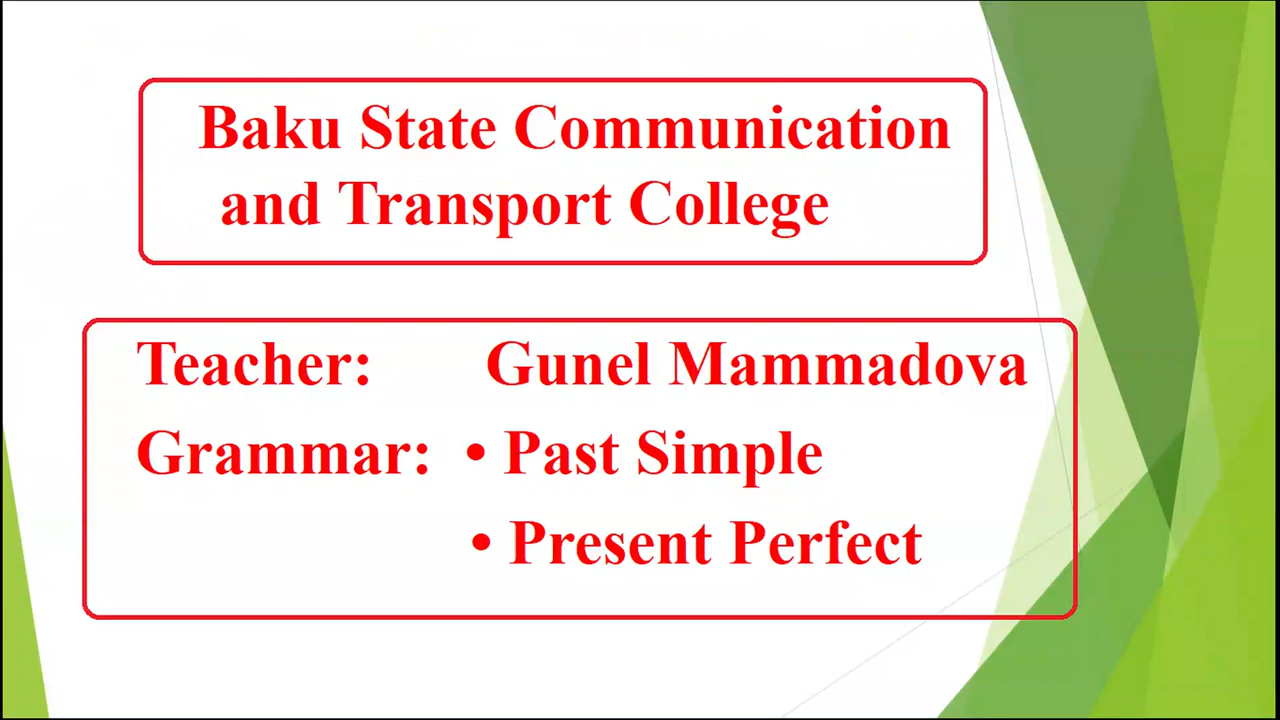 Baku State Communication
and Transport College
Teacher: Gunel Mammadova
Grammar: • Past Simple
• Present Perfect